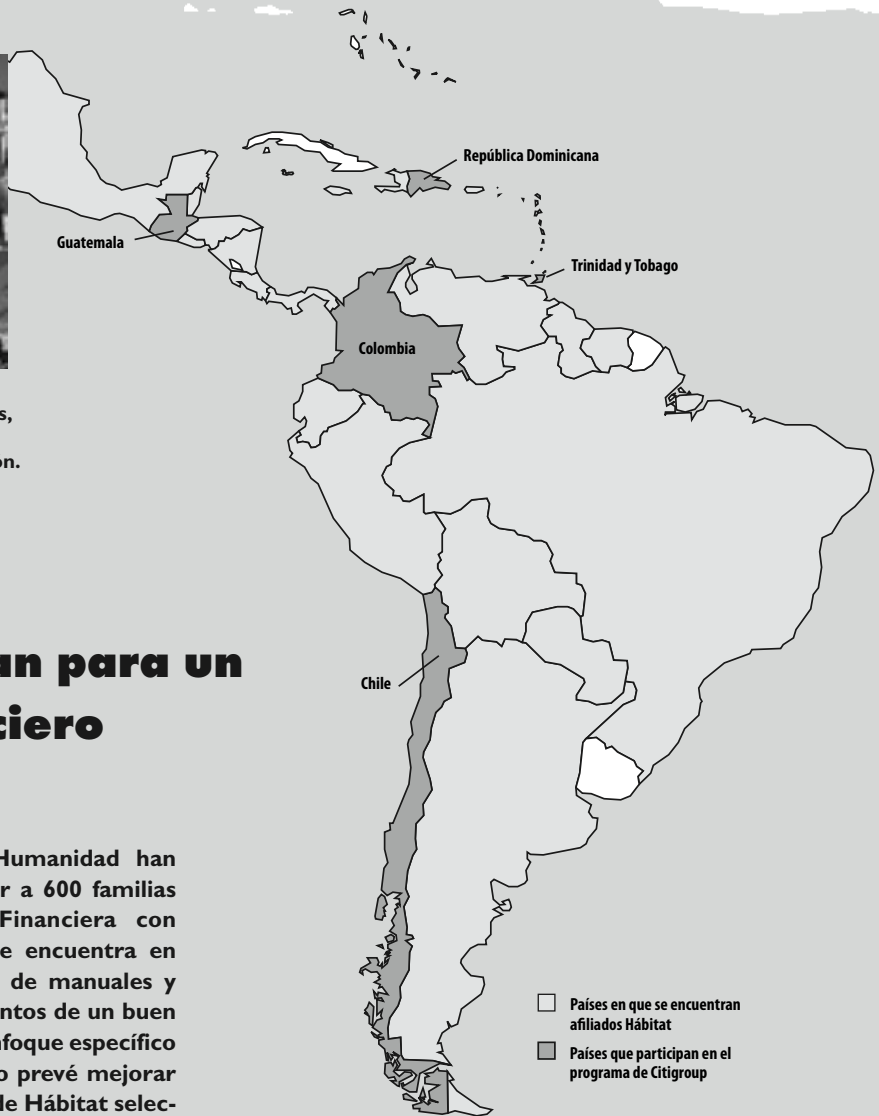 República Dominicana
Guatemala
Trinidad y Tobago
Colombia
s,
on.
an para un
ciero
Chile
Humanidad han
r a 600 familias
Financiera con
e encuentra en
de manuales y
ntos de un buen
nfoque específico
o prevé mejorar
de Hábitat selec-
Países en que se encuentran
afiliados Hábitat
Países que participan en el
programa de Citigroup